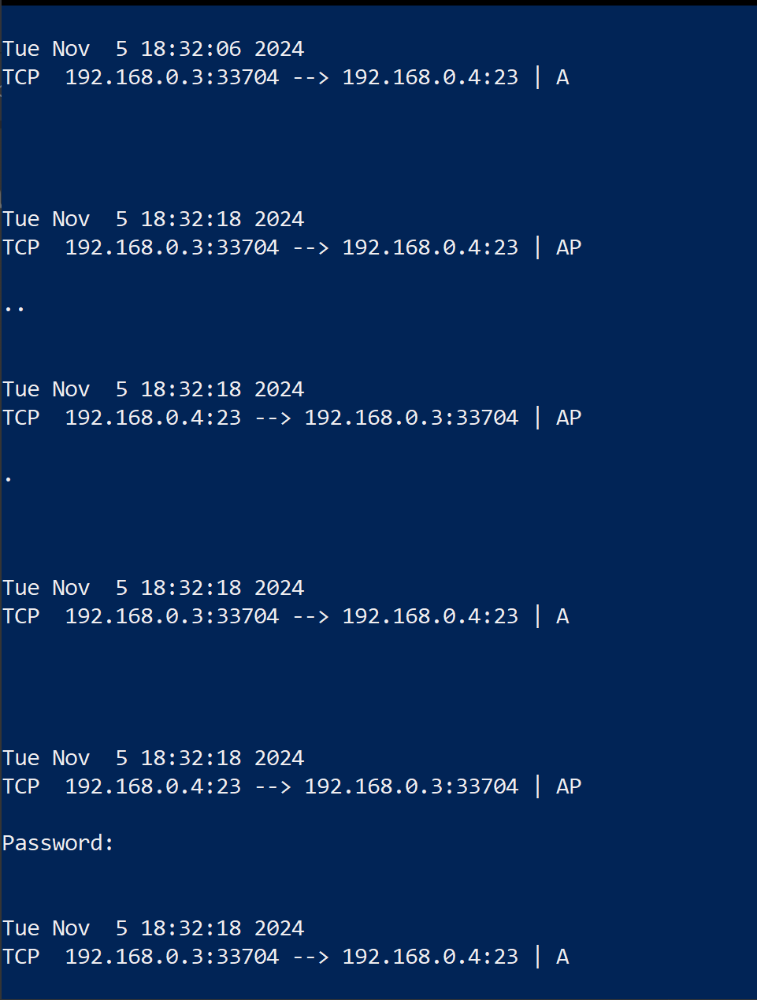 Tue Nov  5 18:32:06 2024
TCP  192.168.0.3:33704 --> 192.168.0.4:23 | A
Tue Nov  5 18:32:18 2024
TCP  192.168.0.3:33704 --> 192.168.0.4:23 | AP
..
Tue Nov  5 18:32:18 2024
TCP  192.168.0.4:23 --> 192.168.0.3:33704 | AP
.
Tue Nov  5 18:32:18 2024
TCP  192.168.0.3:33704 --> 192.168.0.4:23 | A
Tue Nov  5 18:32:18 2024
TCP  192.168.0.4:23 --> 192.168.0.3:33704 | AP
Password:
Tue Nov  5 18:32:18 2024
TCP  192.168.0.3:33704 --> 192.168.0.4:23 | A